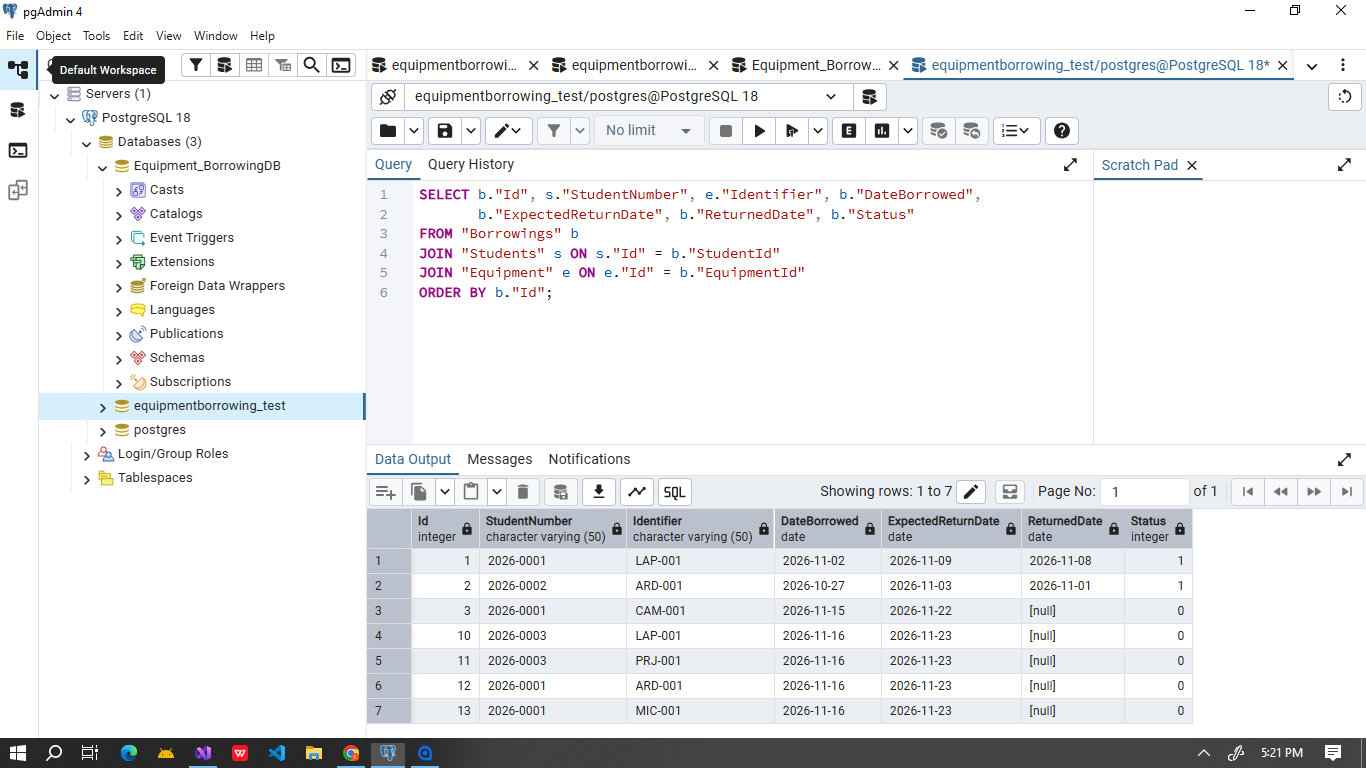 pgAdmin 4
File Object Tools Edit View Window Help
Default Workspace
equipmentborrowi... equipmentborrowi... Equipment_Borrow... equipmentborrowing_test/postgres@PostgreSQL 18*
Servers (1)
PostgreSQL 18
Databases (3)
Equipment_BorrowingDB
Casts
Catalogs
Event Triggers
Extensions
Foreign Data Wrappers
Languages
Publications
Schemas
Subscriptions
equipmentborrowing_test
postgres
Login/Group Roles
Tablespaces
equipmentborrowing_test/postgres@PostgreSQL 18
No limit
E
Query Query History
Scratch Pad
1 SELECT b."Id", s."StudentNumber", e."Identifier", b."DateBorrowed",
2 b."ExpectedReturnDate", b."ReturnedDate", b."Status"
3 FROM "Borrowings" b
4 JOIN "Students" s ON s."Id" = b."StudentId"
5 JOIN "Equipment" e ON e."Id" = b."EquipmentId"
6 ORDER BY b."Id";
Data Output Messages Notifications
SQL
Showing rows: 1 to 7
Page No: 1 of 1
Id StudentNumber Identifier DateBorrowed ExpectedReturnDate ReturnedDate Status
integer character varying (50) character varying (50) date date date integer
1 1 2026-0001 LAP-001 2026-11-02 2026-11-09 2026-11-08 1
2 2 2026-0002 ARD-001 2026-10-27 2026-11-03 2026-11-01 1
3 3 2026-0001 CAM-001 2026-11-15 2026-11-22 [null] 0
4 10 2026-0003 LAP-001 2026-11-16 2026-11-23 [null] 0
5 11 2026-0003 PRJ-001 2026-11-16 2026-11-23 [null] 0
6 12 2026-0001 ARD-001 2026-11-16 2026-11-23 [null] 0
7 13 2026-0001 MIC-001 2026-11-16 2026-11-23 [null] 0
5:21 PM